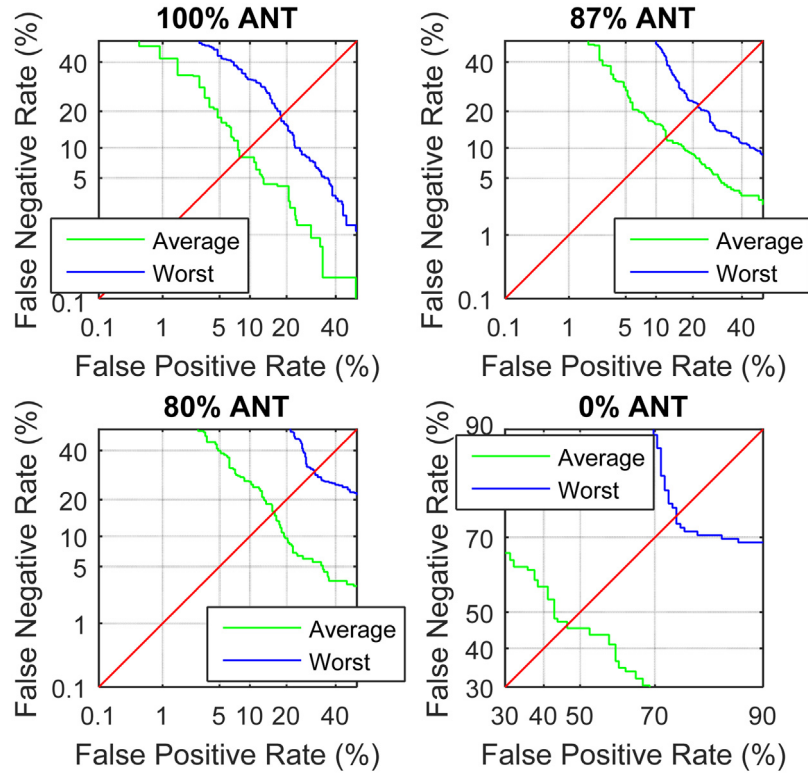 100% ANT
False Negative Rate (%)
40
20
10
5
0.1
Average
Worst
0.1 1 5 10 20 40
False Positive Rate (%)
87% ANT
False Negative Rate (%)
40
20
10
5
1
0.1
Average
Worst
0.1 1 5 10 20 40
False Positive Rate (%)
80% ANT
False Negative Rate (%)
40
20
10
5
1
0.1
Average
Worst
0.1 1 5 10 20 40
False Positive Rate (%)
0% ANT
False Negative Rate (%)
90
70
50
40
30
Average
Worst
30 40 50 70 90
False Positive Rate (%)